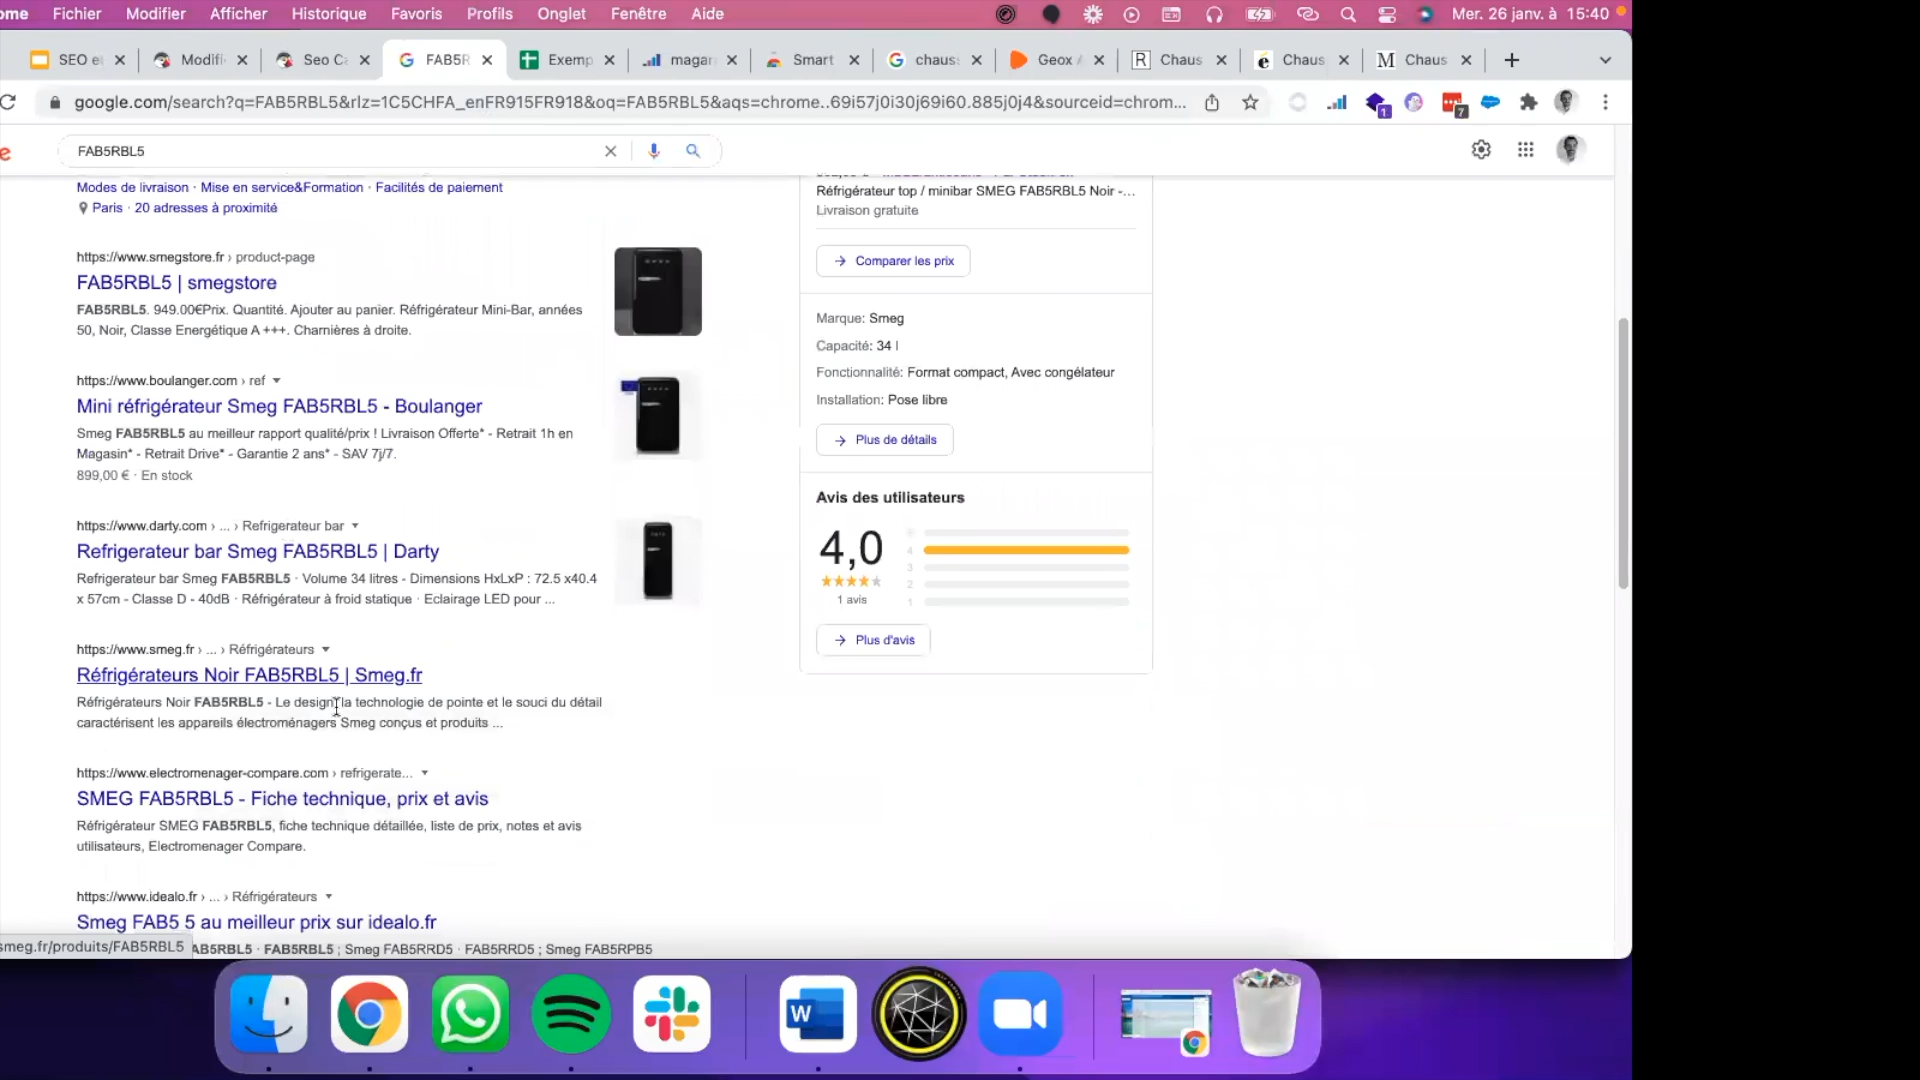 ome Fichier Modifier Afficher Historique Favoris Profils Onglet Fenêtre Aide Mer. 26 janv. à 15:40
SEO e Modifi Seo C FAB5R Exemp magar Smart chaus Geox Chaus Chaus Chaus
google.com/search?q=FAB5RBL5&rlz=1C5CHFA_enFR915FR918&oq=FAB5RBL5&aqs=chrome..69i57j0i30j69i60.885j0j4&sourceid=chrom...
1
7
FAB5RBL5
Modes de livraison · Mise en service&Formation · Facilités de paiement
Paris · 20 adresses à proximité
https://www.smegstore.fr › product-page
FAB5RBL5 | smegstore
FAB5RBL5. 949.00€Prix. Quantité. Ajouter au panier. Réfrigérateur Mini-Bar, années
50, Noir, Classe Energétique A +++. Charnières à droite.
https://www.boulanger.com › ref
Mini réfrigérateur Smeg FAB5RBL5 - Boulanger
Smeg FAB5RBL5 au meilleur rapport qualité/prix ! Livraison Offerte* - Retrait 1h en
Magasin* - Retrait Drive* - Garantie 2 ans* - SAV 7j/7.
899,00 € · En stock
https://www.darty.com › ... › Refrigerateur bar
Refrigerateur bar Smeg FAB5RBL5 | Darty
Refrigerateur bar Smeg FAB5RBL5 · Volume 34 litres - Dimensions HxLxP : 72.5 x40.4
x 57cm - Classe D - 40dB · Réfrigérateur à froid statique · Eclairage LED pour ...
https://www.smeg.fr › ... › Réfrigérateurs
Réfrigérateurs Noir FAB5RBL5 | Smeg.fr
Réfrigérateurs Noir FAB5RBL5 - Le design, la technologie de pointe et le souci du détail
caractérisent les appareils électroménagers Smeg conçus et produits ...
https://www.electromenager-compare.com › refrigerate...
SMEG FAB5RBL5 - Fiche technique, prix et avis
Réfrigérateur SMEG FAB5RBL5, fiche technique détaillée, liste de prix, notes et avis
utilisateurs, Electromenager Compare.
https://www.idealo.fr › ... › Réfrigérateurs
Smeg FAB5 5 au meilleur prix sur idealo.fr
AB5RBL5 · FAB5RBL5 ; Smeg FAB5RRD5 · FAB5RRD5 ; Smeg FAB5RPB5
smeg.fr/produits/FAB5RBL5
Réfrigérateur top / minibar SMEG FAB5RBL5 Noir -...
Livraison gratuite
Comparer les prix
Marque: Smeg
Capacité: 34 l
Fonctionnalité: Format compact, Avec congélateur
Installation: Pose libre
Plus de détails
Avis des utilisateurs
4,0
1 avis
4
3
2
1
Plus d'avis
W